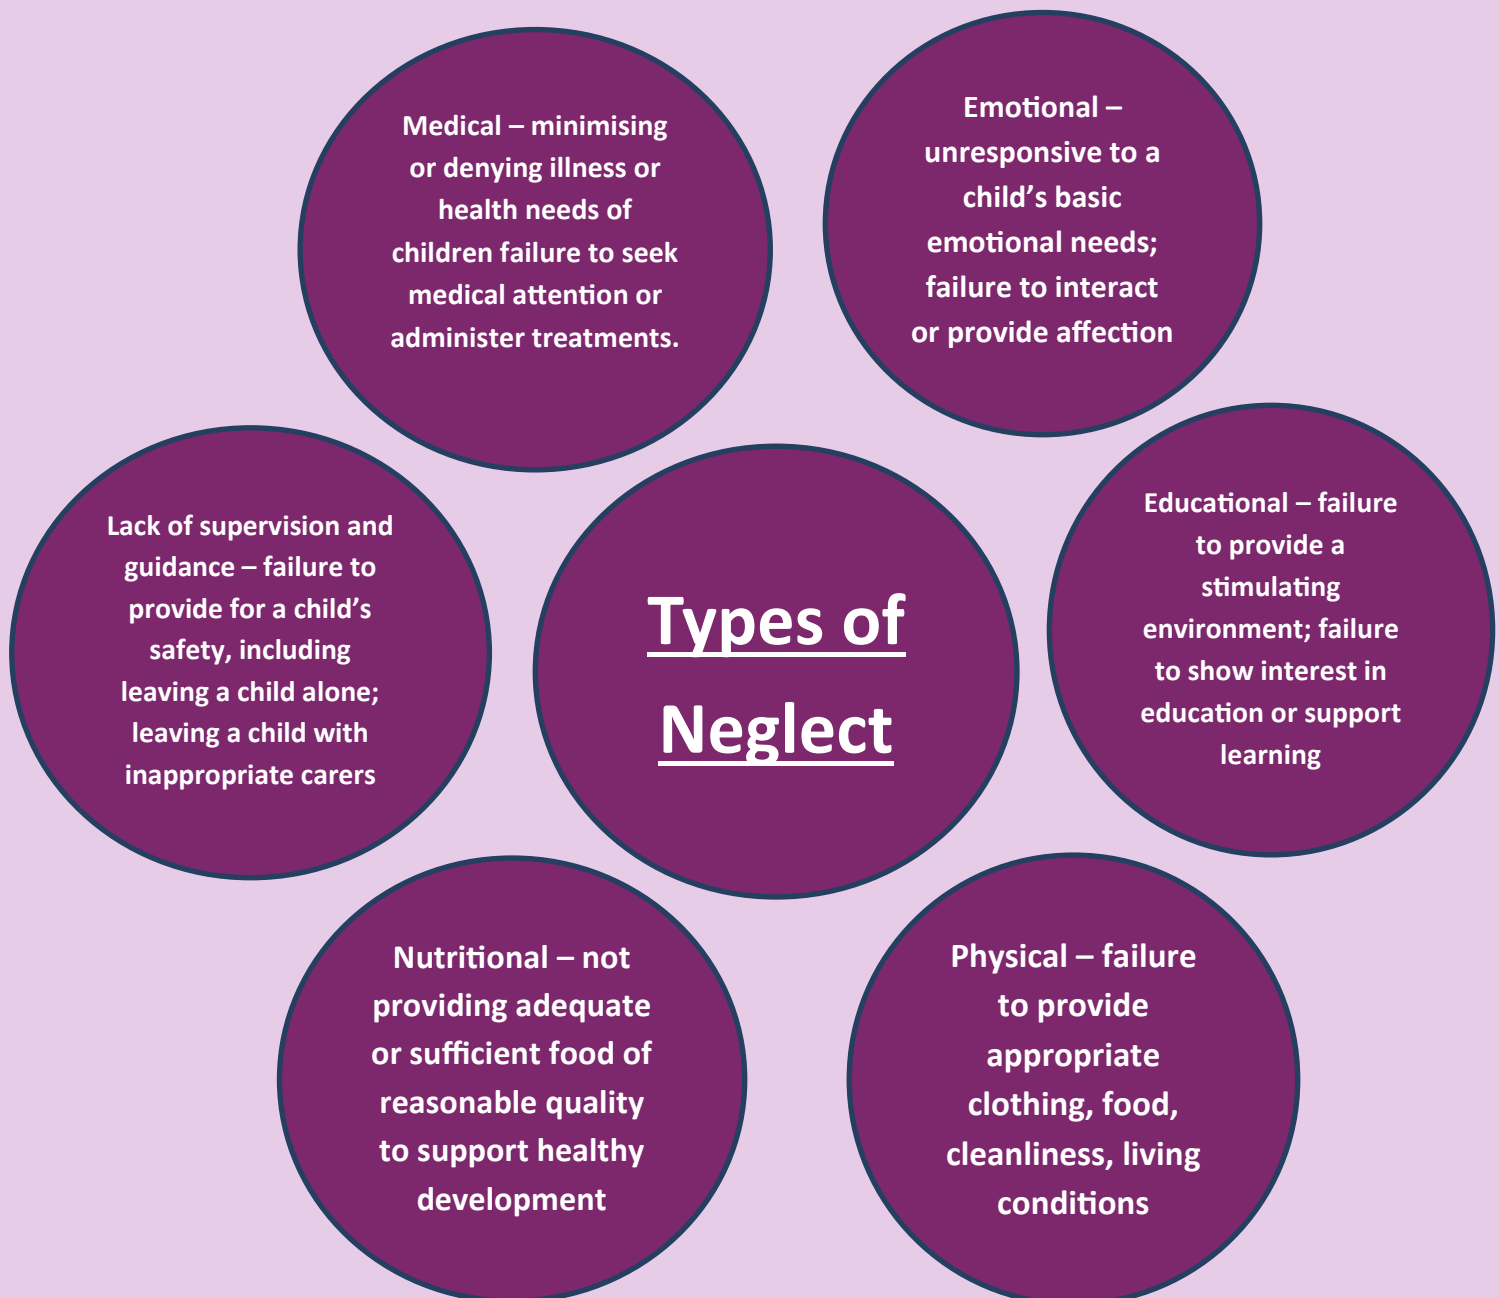 Medical – minimising
or denying illness or
health needs of
children failure to seek
medical attention or
administer treatments.
Emotional –
unresponsive to a
child’s basic
emotional needs;
failure to interact
or provide affection
Lack of supervision and
guidance – failure to
provide for a child’s
safety, including
leaving a child alone;
leaving a child with
inappropriate carers
Types of
Neglect
Educational – failure
to provide a
stimulating
environment; failure
to show interest in
education or support
learning
Nutritional – not
providing adequate
or sufficient food of
reasonable quality
to support healthy
development
Physical – failure
to provide
appropriate
clothing, food,
cleanliness, living
conditions